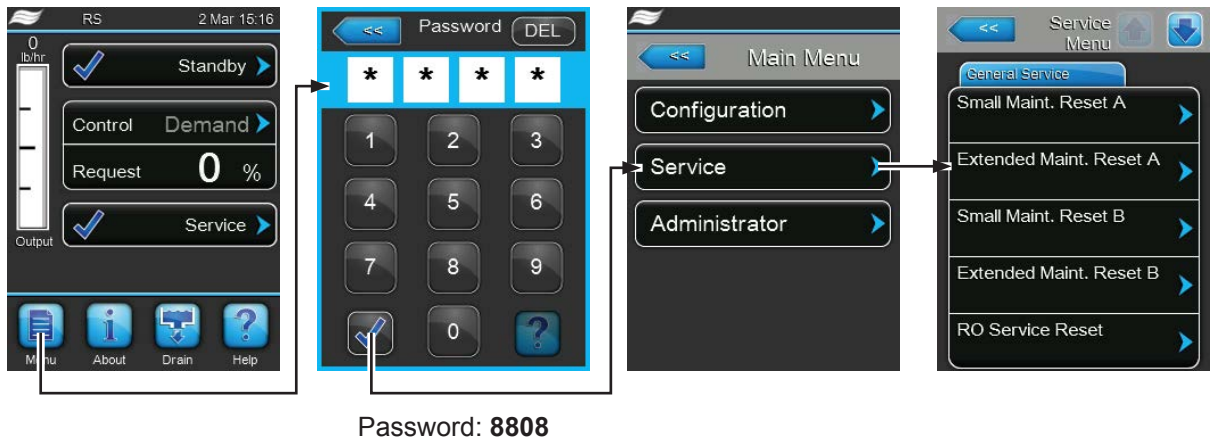 RS 2 Mar 15:16
0
lb/hr
Standby
Control Demand
Request 0 %
Service
Output
Menu About Drain Help
<< Password DEL
* * * *
1 2 3
4 5 6
7 8 9
0 ?
Password: 8808
<< Main Menu
Configuration
Service
Administrator
<< Service
Menu
General Service
Small Maint. Reset A
Extended Maint. Reset A
Small Maint. Reset B
Extended Maint. Reset B
RO Service Reset